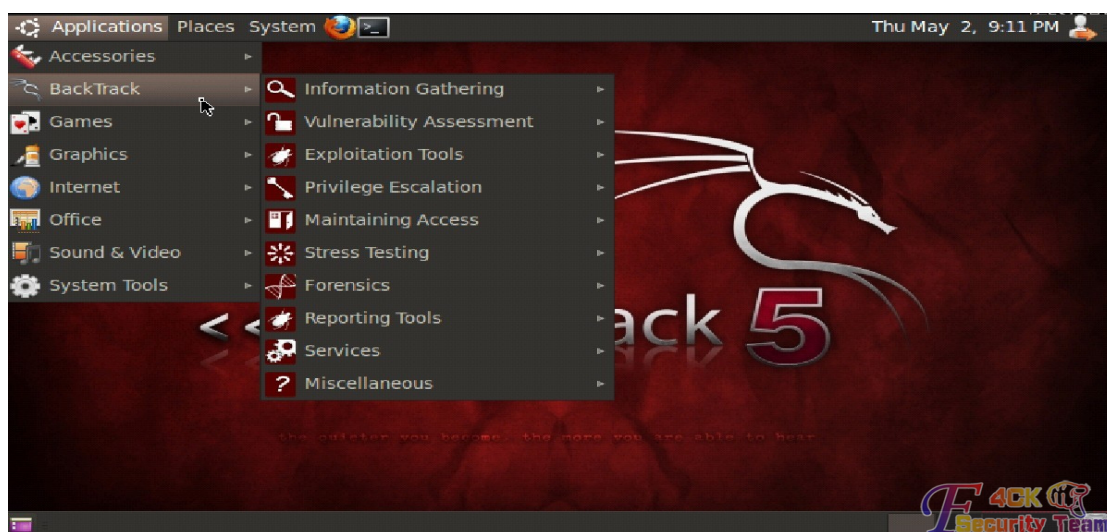 Applications Places System Thu May 2, 9:11 PM
Accessories
BackTrack
Games
Graphics
Internet
Office
Sound & Video
System Tools
Information Gathering
Vulnerability Assessment
Exploitation Tools
Privilege Escalation
Maintaining Access
Stress Testing
Forensics
Reporting Tools
Services
? Miscellaneous
<< ack 5
the quieter you become, the more you are able to hear
F4CK
Security Team